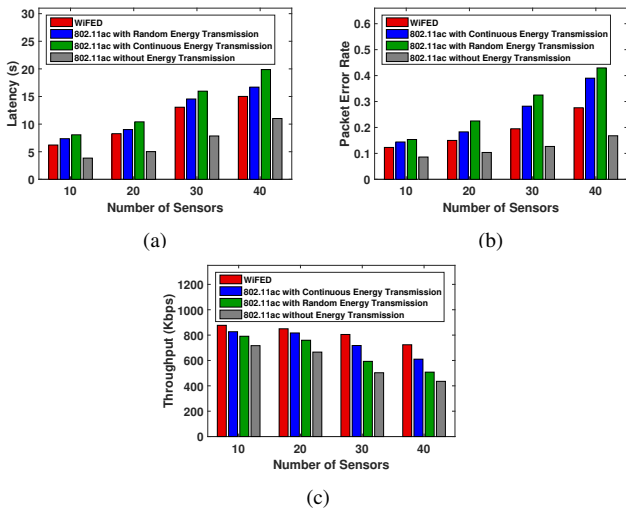 30
25
20
15
10
5
0
Latency (s)
WiFED
802.11ac with Random Energy Transmission
802.11ac with Continuous Energy Transmission
802.11ac without Energy Transmission
10 20 30 40
Number of Sensors
(a)
0.6
0.5
0.4
0.3
0.2
0.1
0
Packet Error Rate
WiFED
802.11ac with Continuous Energy Transmission
802.11ac with Random Energy Transmission
802.11ac without Energy Transmission
10 20 30 40
Number of Sensors
(b)
1200
1000
800
600
400
200
0
Throughput (Kbps)
WiFED
802.11ac with Continuous Energy Transmission
802.11ac with Random Energy Transmission
802.11ac without Energy Transmission
10 20 30 40
Number of Sensors
(c)